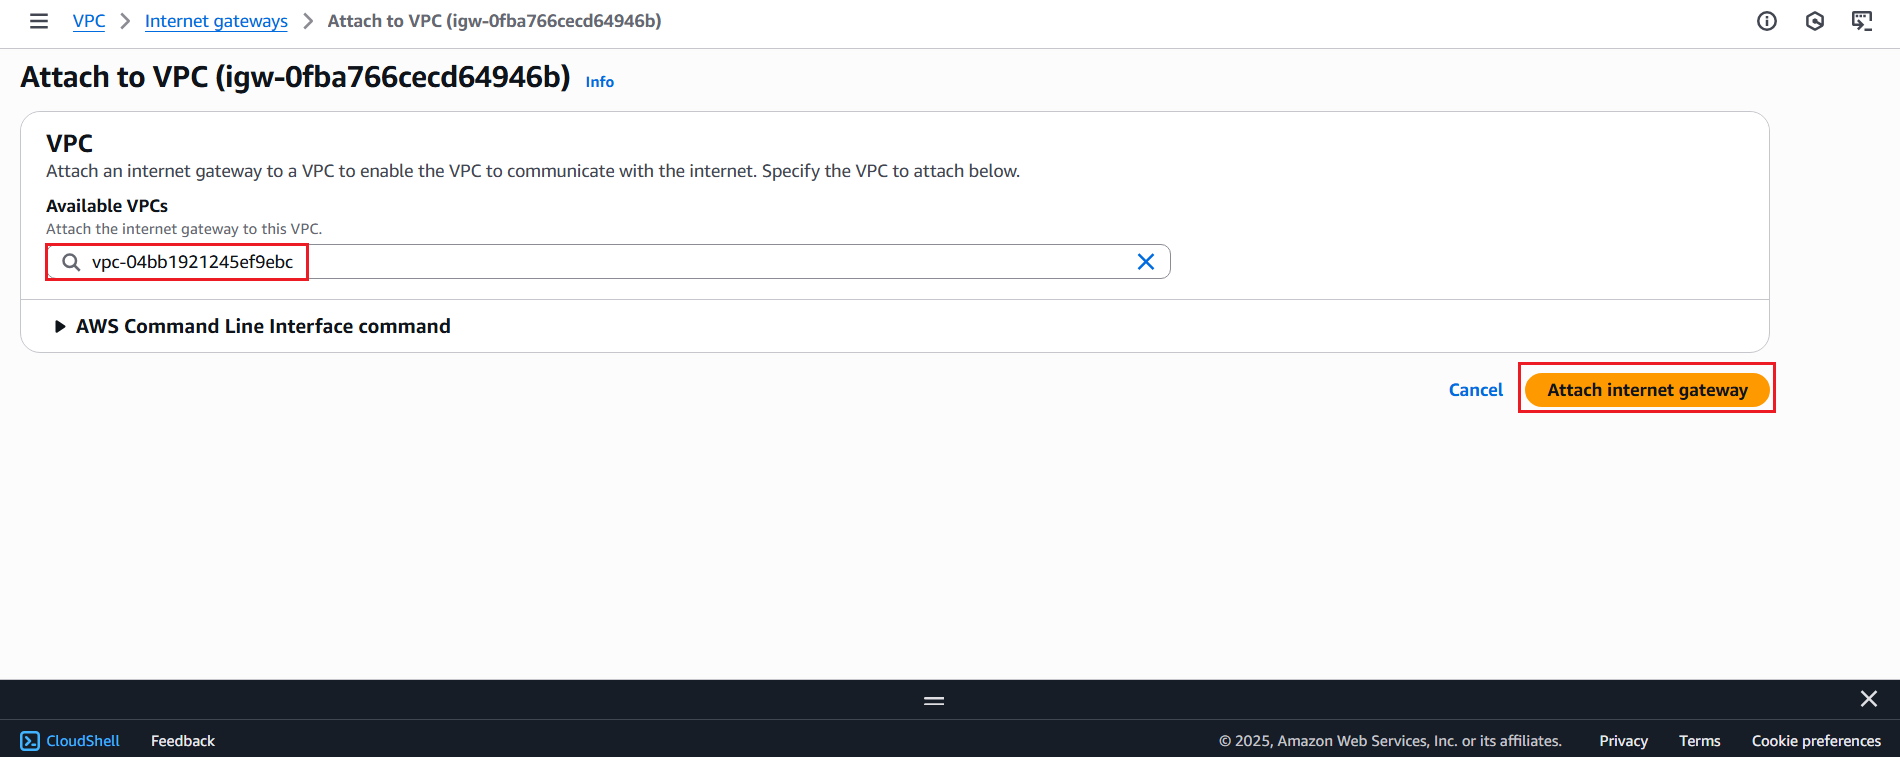 VPC > Internet gateways > Attach to VPC (igw-0fba766cecd64946b)
Attach to VPC (igw-0fba766cecd64946b) Info
VPC
Attach an internet gateway to a VPC to enable the VPC to communicate with the internet. Specify the VPC to attach below.
Available VPCs
Attach the internet gateway to this VPC.
vpc-04bb1921245ef9ebc
AWS Command Line Interface command
Cancel Attach internet gateway
CloudShell Feedback © 2025, Amazon Web Services, Inc. or its affiliates. Privacy Terms Cookie preferences